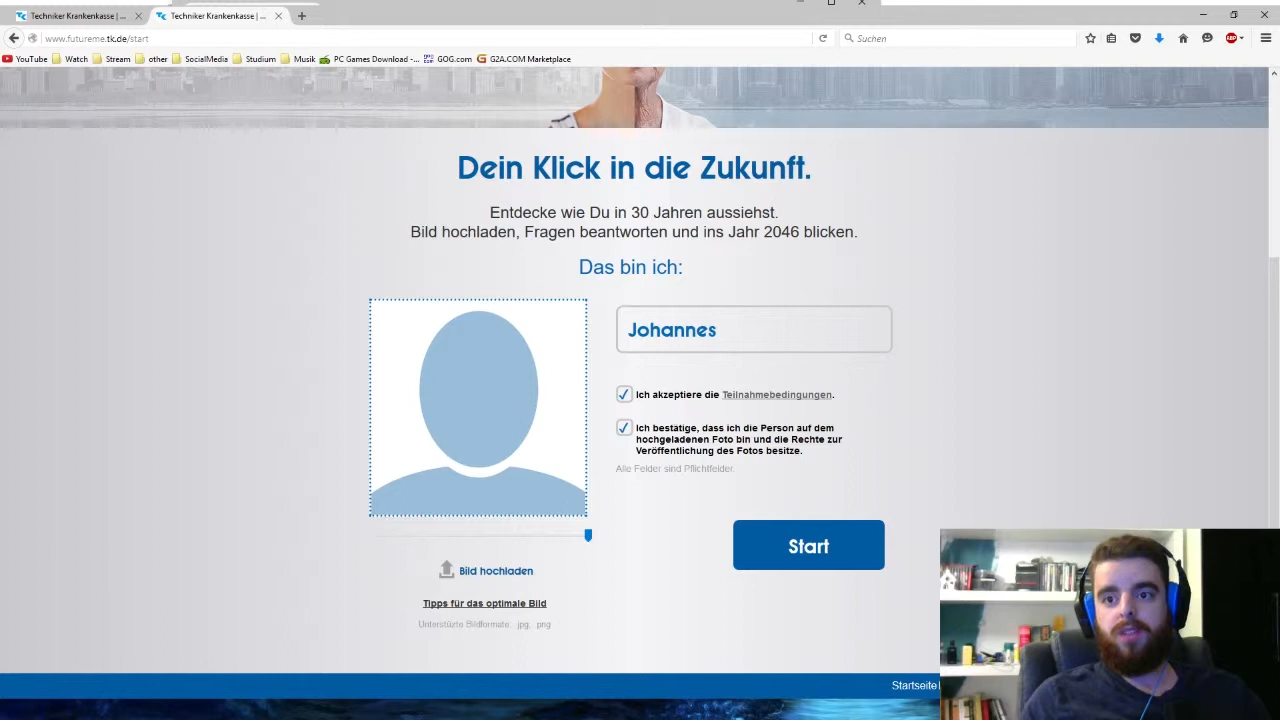 Techniker Krankenkasse | ...
Techniker Krankenkasse | ...
www.futureme.tk.de/start
Suchen
YouTube
Watch
Stream
other
SocialMedia
Studium
Musik
PC Games Download -...
GOG.com
G2A.COM Marketplace
Dein Klick in die Zukunft.
Entdecke wie Du in 30 Jahren aussiehst.
Bild hochladen, Fragen beantworten und ins Jahr 2046 blicken.
Das bin ich:
Johannes
Ich akzeptiere die Teilnahmebedingungen.
Ich bestätige, dass ich die Person auf dem
hochgeladenen Foto bin und die Rechte zur
Veröffentlichung des Fotos besitze.
Alle Felder sind Pflichtfelder.
Start
Bild hochladen
Tipps für das optimale Bild
Unterstüzte Bildformate: .jpg, .png
Startseite